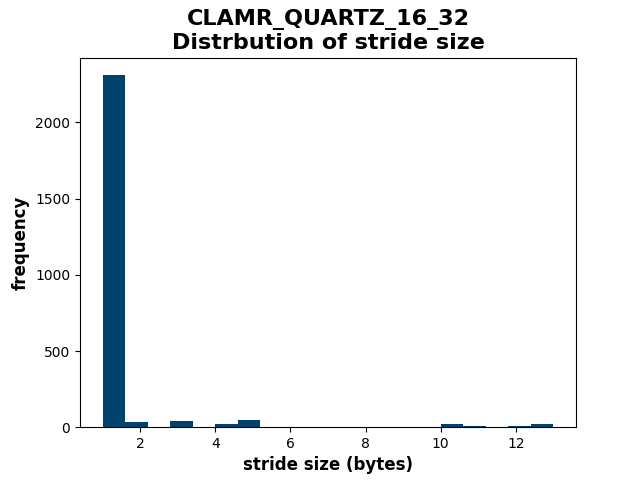 CLAMR_QUARTZ_16_32
Distrbution of stride size
2000
1500
1000
500
0
frequency
2 4 6 8 10 12
stride size (bytes)